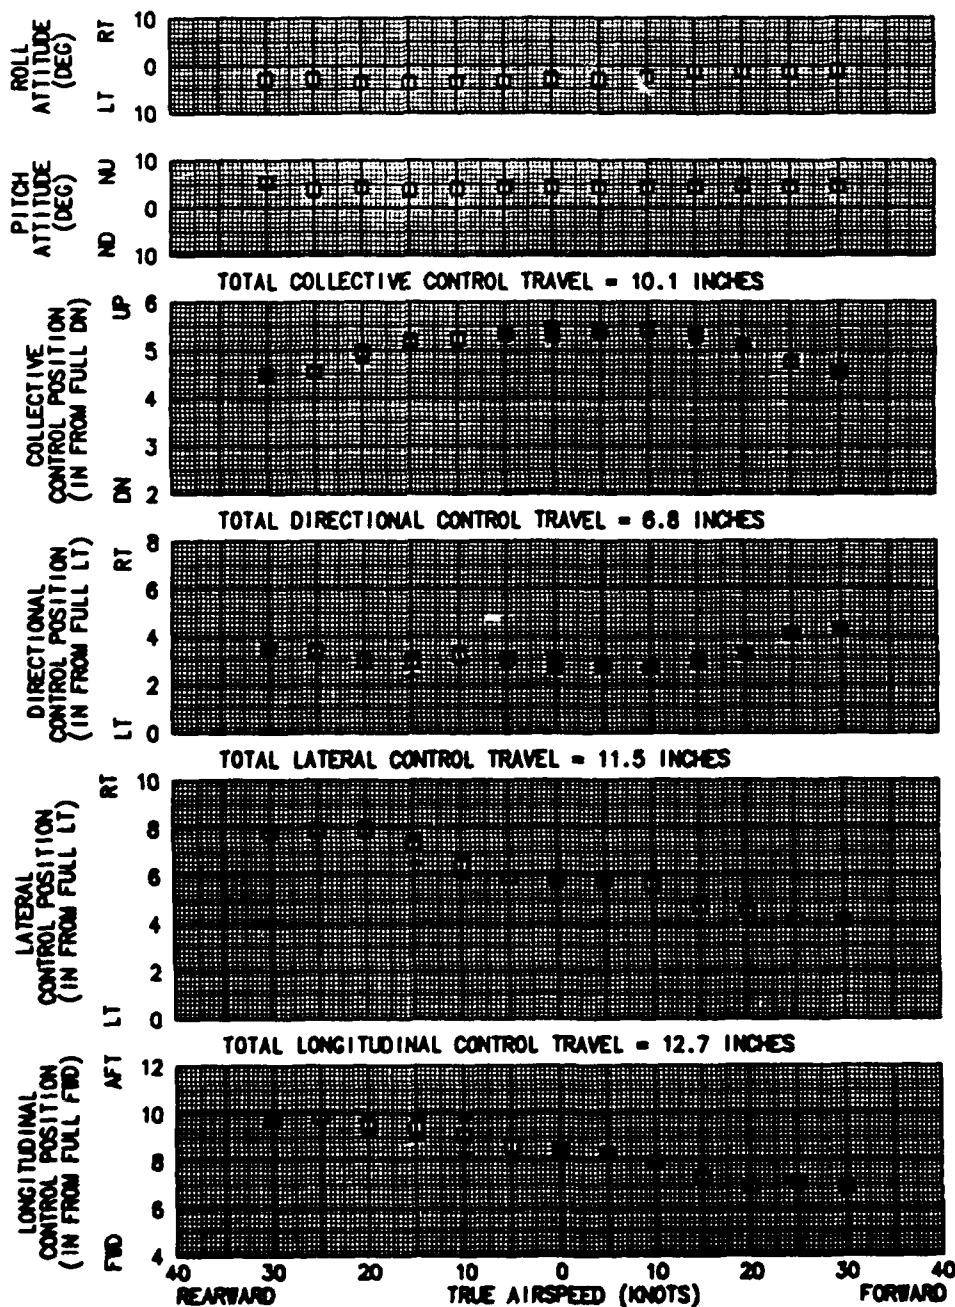 ROLL
ATTITUDE
(DEG)
LT RT
10
0
10
PITCH
ATTITUDE
(DEG)
ND NU
10
0
10
TOTAL COLLECTIVE CONTROL TRAVEL = 10.1 INCHES
COLLECTIVE
CONTROL POSITION
(IN FROM FULL DN)
DN UP
6
5
4
3
2
TOTAL DIRECTIONAL CONTROL TRAVEL = 6.8 INCHES
DIRECTIONAL
CONTROL POSITION
(IN FROM FULL LT)
LT RT
8
6
4
2
0
TOTAL LATERAL CONTROL TRAVEL = 11.5 INCHES
LATERAL
CONTROL POSITION
(IN FROM FULL LT)
LT RT
10
8
6
4
2
0
TOTAL LONGITUDINAL CONTROL TRAVEL = 12.7 INCHES
LONGITUDINAL
CONTROL POSITION
(IN FROM FULL FWD)
FWD AFT
12
10
8
6
4
40 30 20 10 0 10 20 30 40
REARWARD TRUE AIRSPEED (KNOTS) FORWARD